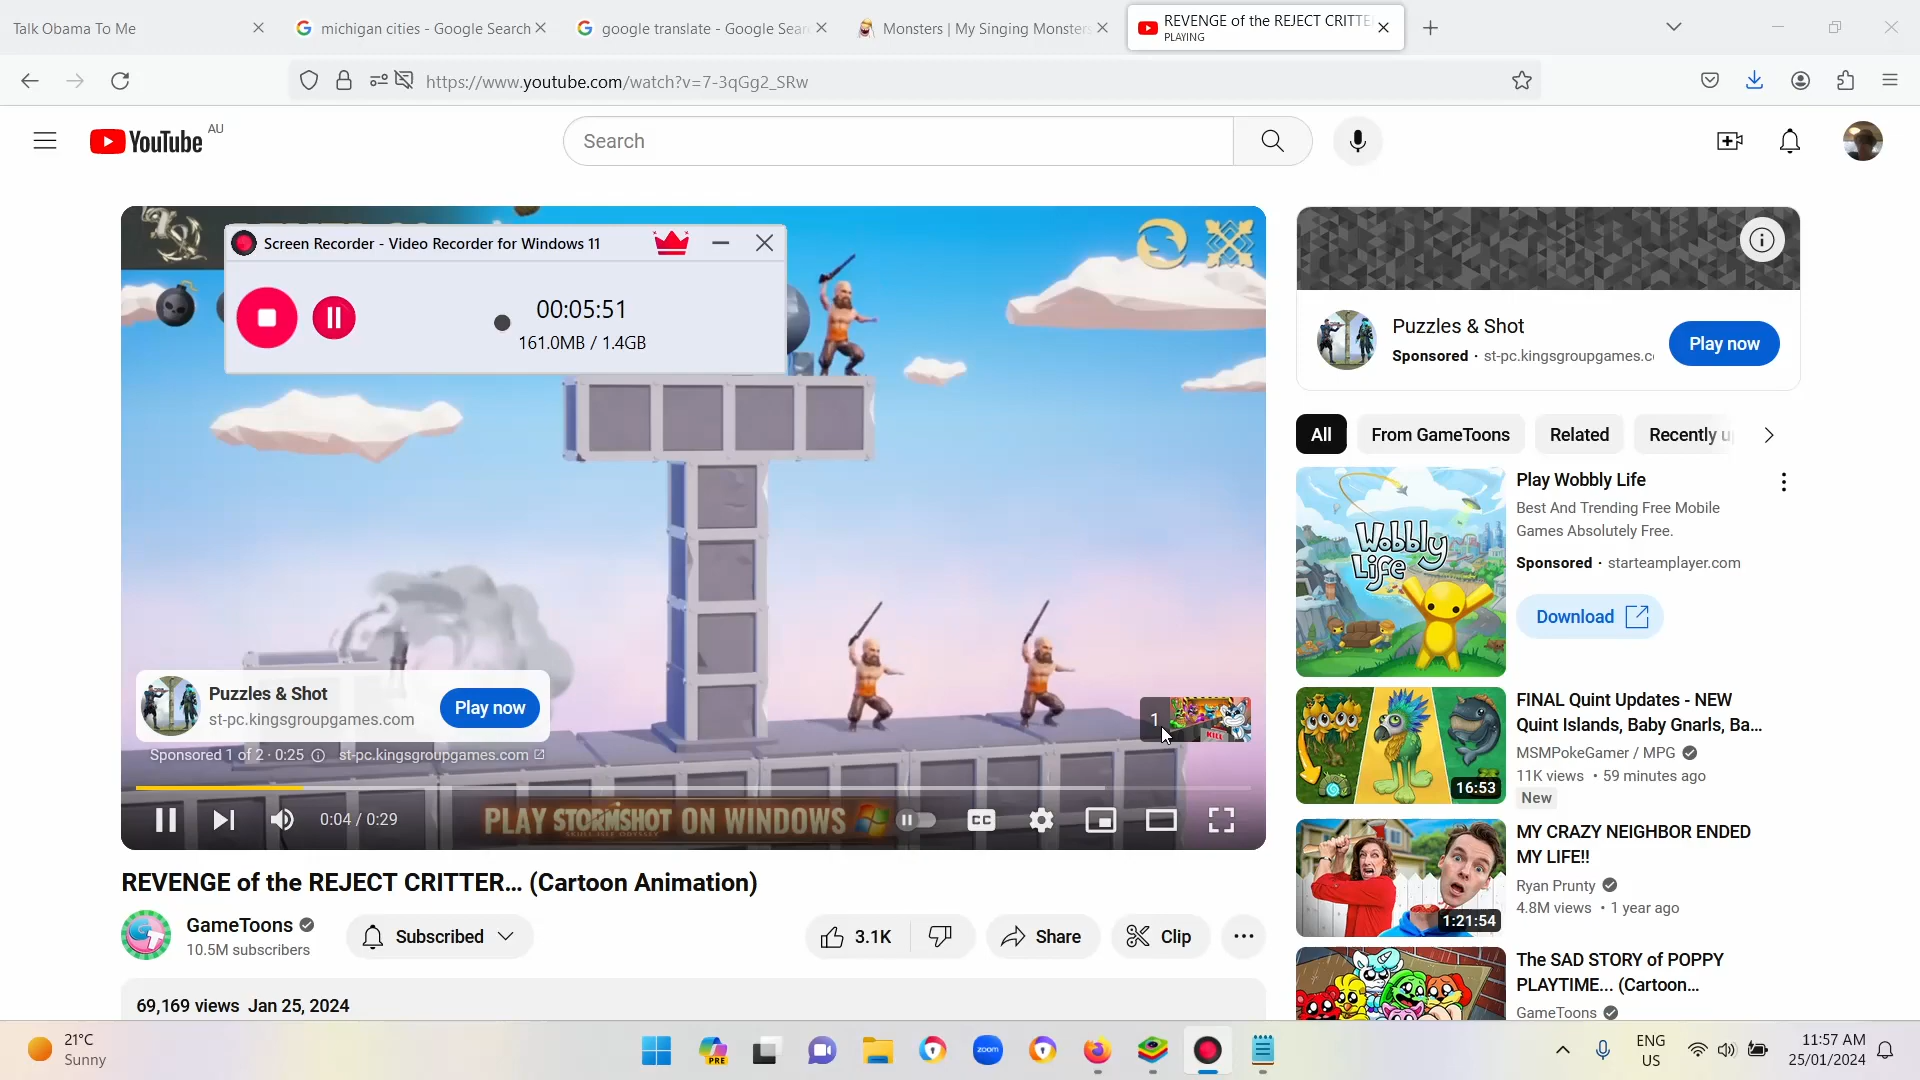 Talk Obama To Me
michigan cities - Google Search
google translate - Google Sear
Monsters | My Singing Monsters
REVENGE of the REJECT CRITTE
PLAYING
https://www.youtube.com/watch?v=7-3qGg2_SRw
YouTube AU
Search
Screen Recorder - Video Recorder for Windows 11
00:05:51
161.0MB / 1.4GB
Puzzles & Shot
st-pc.kingsgroupgames.com
Play now
Sponsored 1 of 2 · 0:25
st-pc.kingsgroupgames.com
1
0:04 / 0:29
PLAY STORMSHOT ON WINDOWS
CC
REVENGE of the REJECT CRITTER... (Cartoon Animation)
GameToons
10.5M subscribers
Subscribed
3.1K
Share
Clip
69,169 views Jan 25, 2024
Puzzles & Shot
Sponsored · st-pc.kingsgroupgames.c
Play now
All
From GameToons
Related
Recently u
Wobbly Life
Play Wobbly Life
Best And Trending Free Mobile
Games Absolutely Free.
Sponsored · starteamplayer.com
Download
16:53
FINAL Quint Updates - NEW
Quint Islands, Baby Gnarls, Ba...
MSMPokeGamer / MPG
11K views • 59 minutes ago
New
1:21:54
MY CRAZY NEIGHBOR ENDED
MY LIFE!!
Ryan Prunty
4.8M views • 1 year ago
The SAD STORY of POPPY
PLAYTIME... (Cartoon...
GameToons
21°C
Sunny
PRE
zoom
ENG
US
11:57 AM
25/01/2024